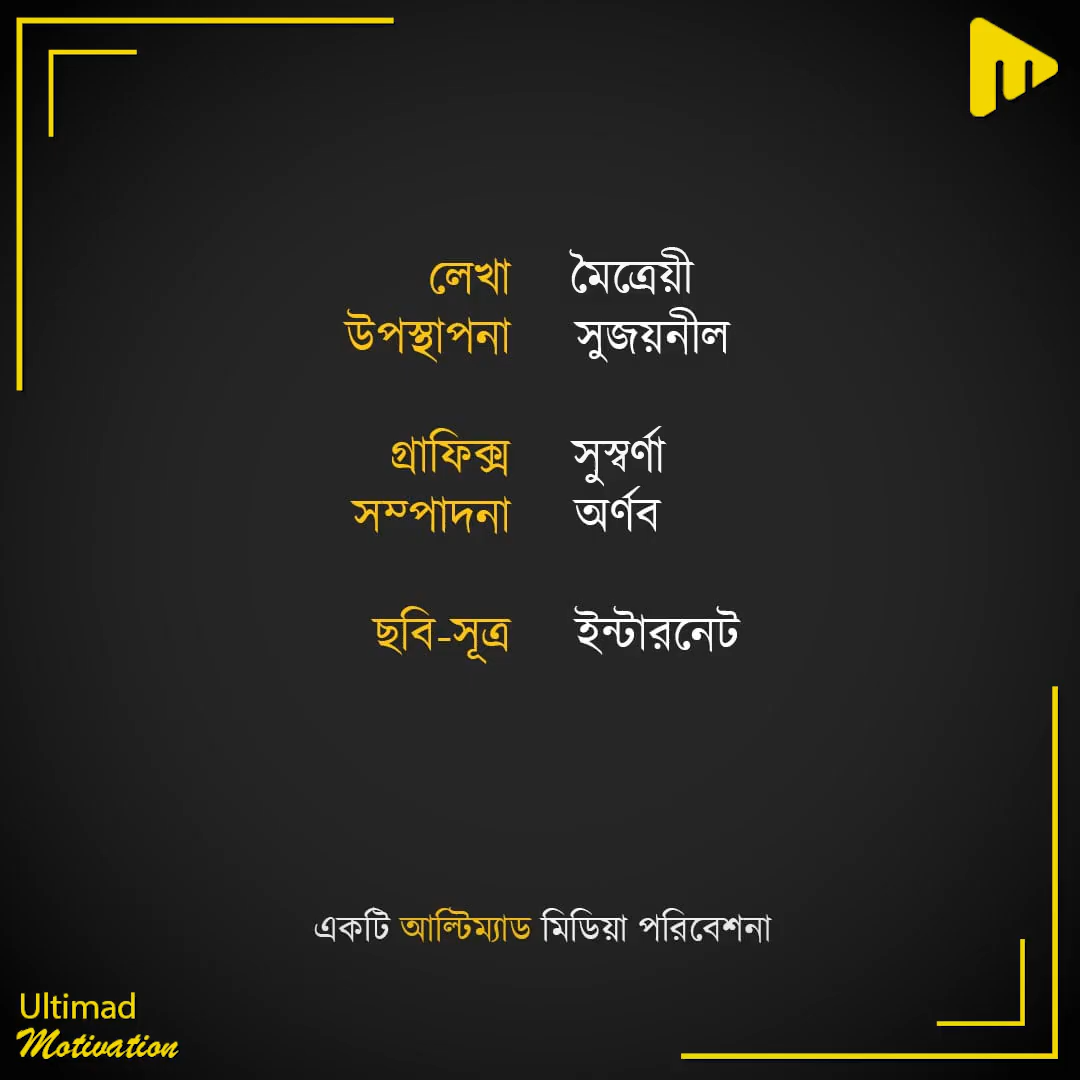 লেখা মৈত্রেয়ী
উপস্থাপনা সুজয়নীল
গ্রাফিক্স সুস্বর্ণা
সম্পাদনা অর্ণব
ছবি-সূত্র ইন্টারনেট
একটি আল্টিম্যাড মিডিয়া পরিবেশনা
Ultimad
Motivation